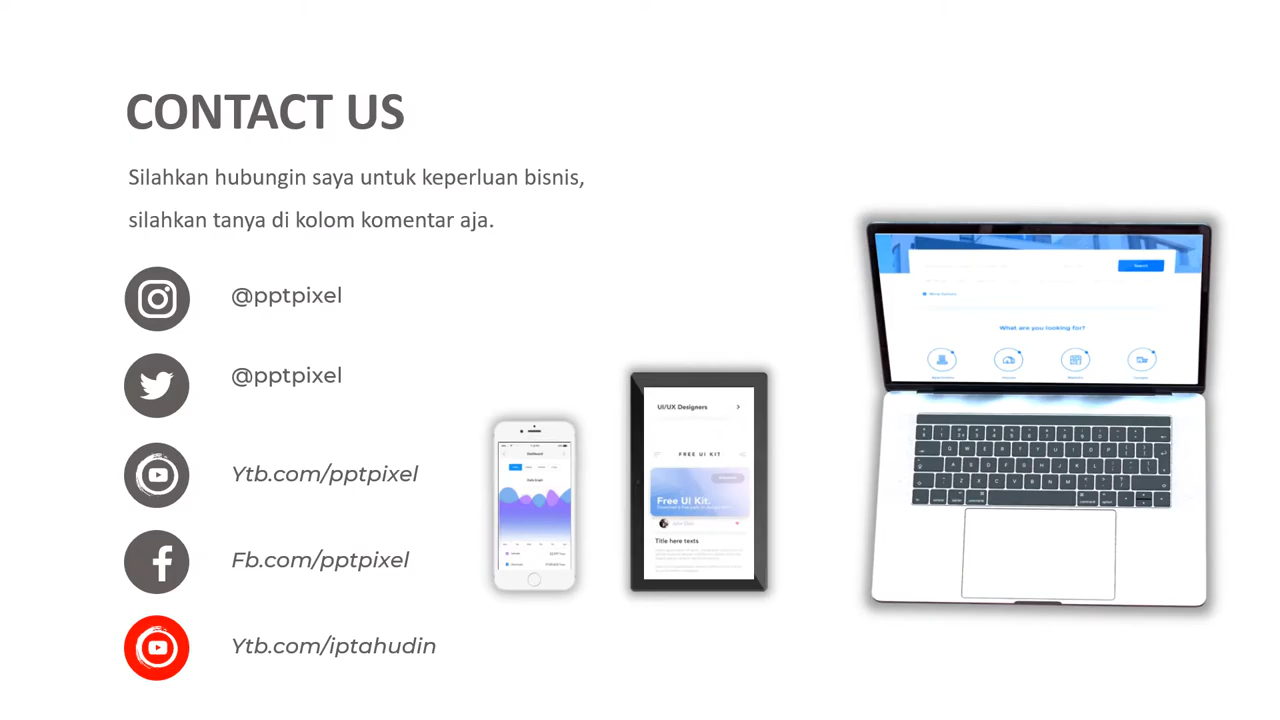 CONTACT US
Silahkan hubungin saya untuk keperluan bisnis,
silahkan tanya di kolom komentar aja.
@pptpixel
@pptpixel
Ytb.com/pptpixel
Fb.com/pptpixel
Ytb.com/iptahudin
Dashboard
UI/UX Designers
FREE UI KIT
Free UI Kit.
Title here texts
Search
What are you looking for?